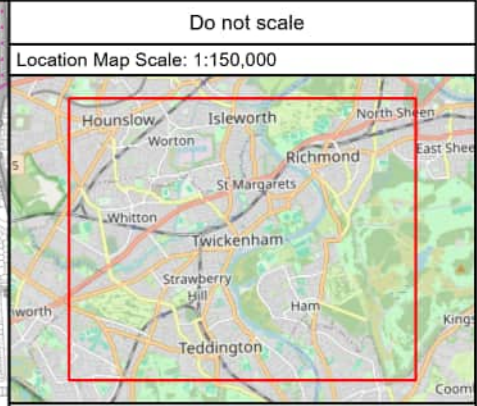 Do not scale
Location Map Scale: 1:150,000
Hounslow
Isleworth
North Sheen
Worton
East Shee
Richmond
St Margarets
Whitton
Twickenham
Strawberry
Hill
Ham
worth
Kings
Teddington
Cooml